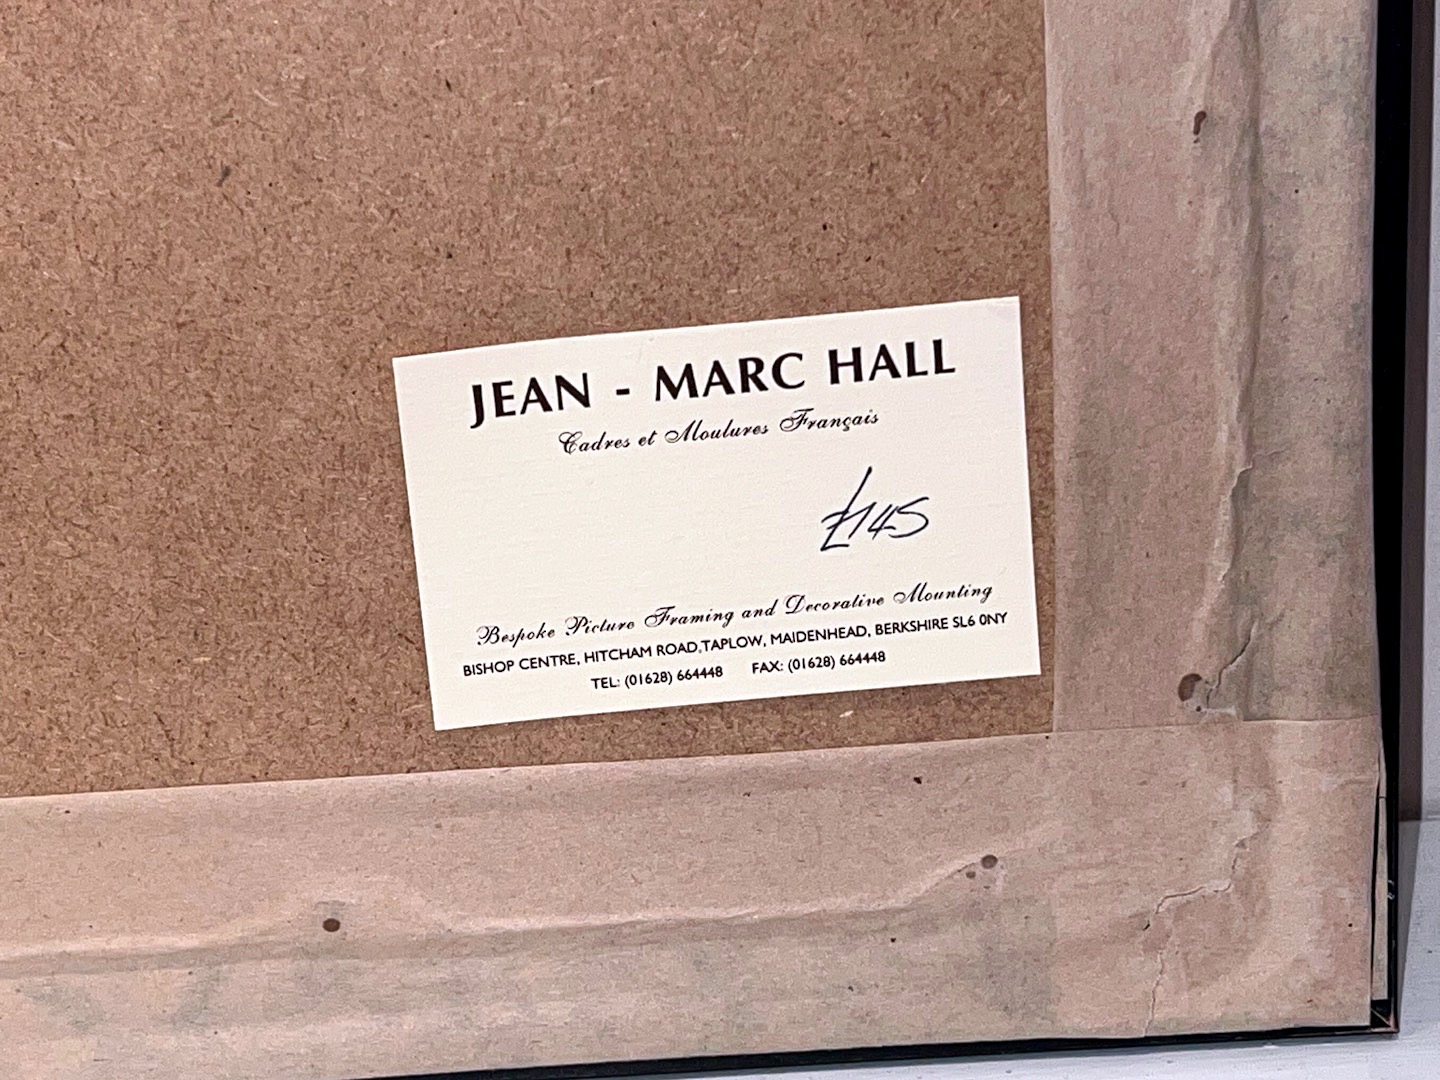 JEAN - MARC HALL
Cadres et Moulures Français
£145
Bespoke Picture Framing and Decorative Mounting
BISHOP CENTRE, HITCHAM ROAD,TAPLOW, MAIDENHEAD, BERKSHIRE SL6 0NY
TEL: (01628) 664448 FAX: (01628) 664448